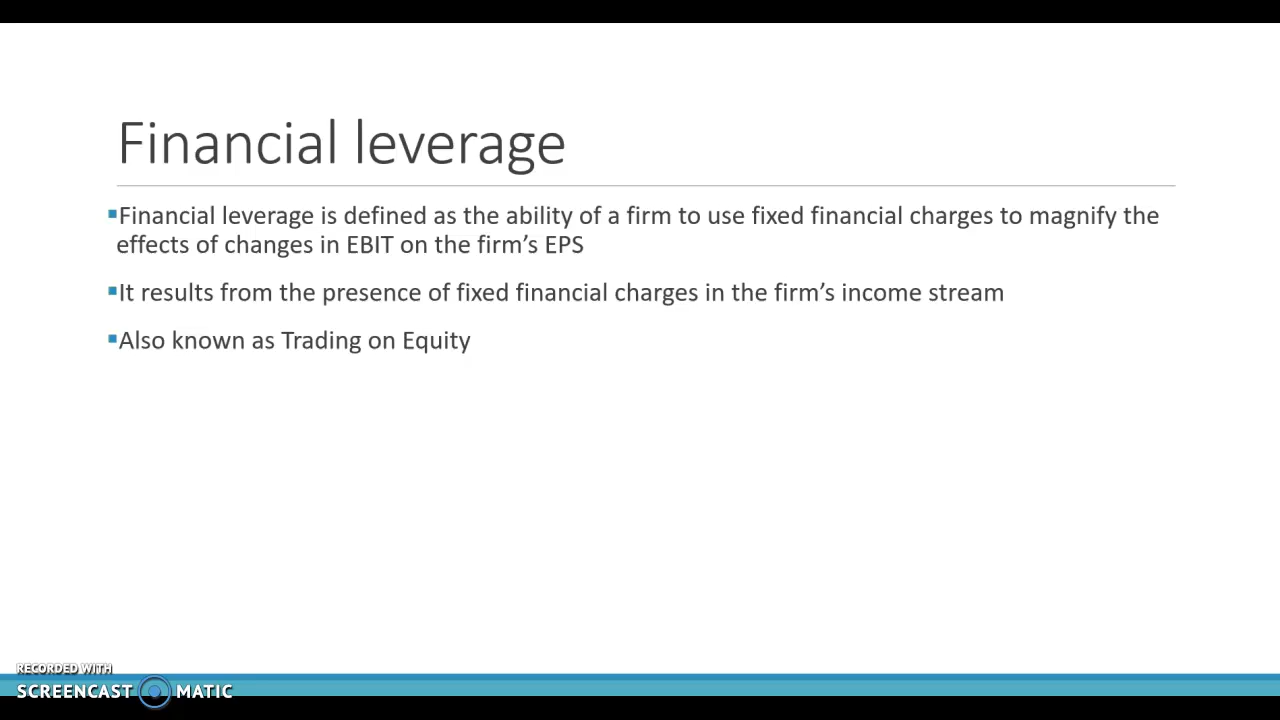 Financial leverage
▪Financial leverage is defined as the ability of a firm to use fixed financial charges to magnify the
effects of changes in EBIT on the firm’s EPS
▪It results from the presence of fixed financial charges in the firm’s income stream
▪Also known as Trading on Equity
RECORDED WITH
SCREENCAST MATIC